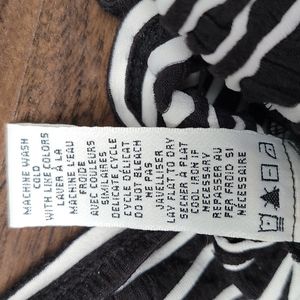 MACHINE WASH
COLD
WITH LIKE COLORS
LAVER À LA
MACHINE L'EAU
FROIDE
AVEC COULEURS
SIMILAIRES
DELICATE CYCLE
CYCLE DÉLICAT
DO NOT BLEACH
NE PAS
JAVELLISER
LAY FLAT TO DRY
SECHER À PLAT
COOL IRON IF
NECESSARY
REPASSER AU
FER FROID SI
NÉCESSAIRE